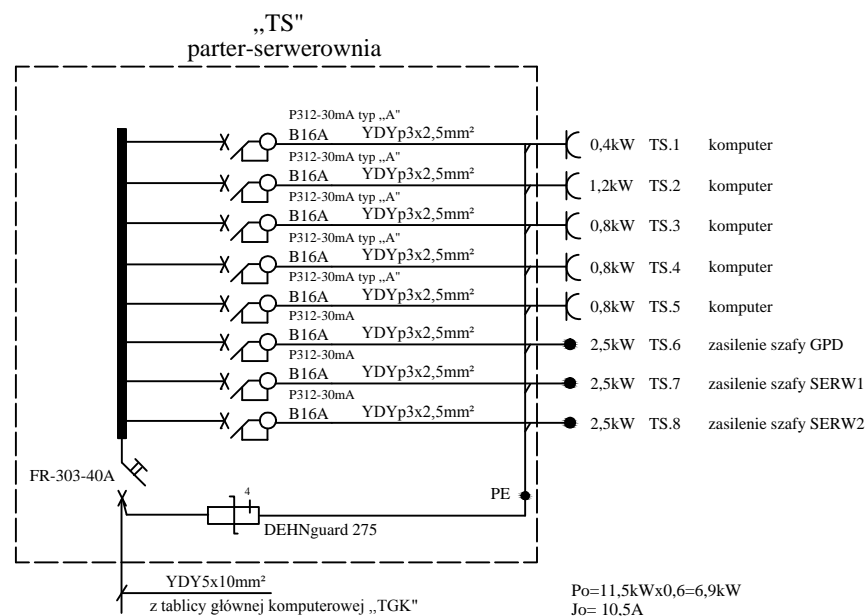 „TS"
parter-serwerownia
P312-30mA typ „A"
B16A YDYp3x2,5mm² 0,4kW TS.1 komputer
P312-30mA typ „A"
B16A YDYp3x2,5mm² 1,2kW TS.2 komputer
P312-30mA typ „A"
B16A YDYp3x2,5mm² 0,8kW TS.3 komputer
P312-30mA typ „A"
B16A YDYp3x2,5mm² 0,8kW TS.4 komputer
P312-30mA typ „A"
B16A YDYp3x2,5mm² 0,8kW TS.5 komputer
P312-30mA
B16A YDYp3x2,5mm² 2,5kW TS.6 zasilenie szafy GPD
P312-30mA
B16A YDYp3x2,5mm² 2,5kW TS.7 zasilenie szafy SERW1
P312-30mA
B16A YDYp3x2,5mm² 2,5kW TS.8 zasilenie szafy SERW2
FR-303-40A
4
PE
DEHNguard 275
YDY5x10mm²
z tablicy głównej komputerowej „TGK"
Po=11,5kWx0,6=6,9kW
Jo= 10,5A